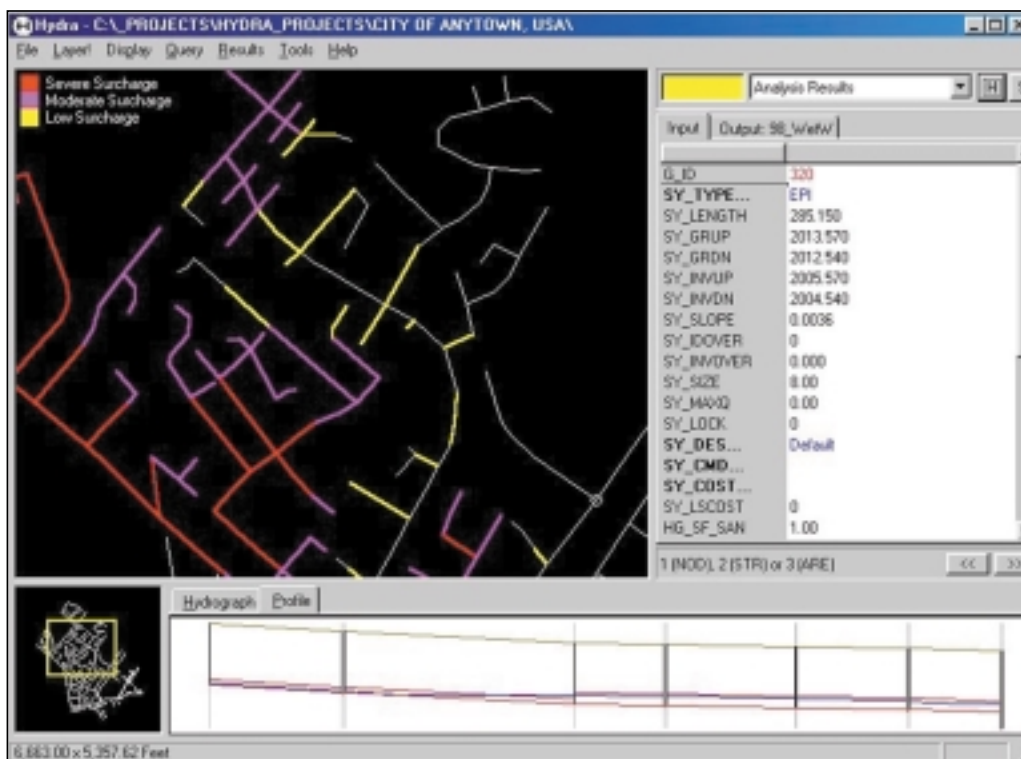 Hydra - C:\_PROJECTS\HYDRA_PROJECTS\CITY OF ANYTOWN, USA\
File Layer! Display Query Results Tools Help
Severe Surcharge
Moderate Surcharge
Low Surcharge
Analysis Results
H
Input Output: 98_WetW
G_ID 320
SY_TYPE... EPI
SY_LENGTH 285.150
SY_GRUP 2013.570
SY_GRDN 2012.540
SY_INVUP 2005.570
SY_INVDN 2004.540
SY_SLOPE 0.0036
SY_IDOVER 0
SY_INVOVER 0.000
SY_SIZE 8.00
SY_MAXQ 0.00
SY_LOCK 0
SY_DES... Default
SY_CMD...
SY_COST...
SY_LSCOST 0
HG_SF_SAN 1.00
1 (NOD), 2 (STR) or 3 (ARE) << >>
Hydrograph Profile
6,663.00 x 5,357.62 Feet